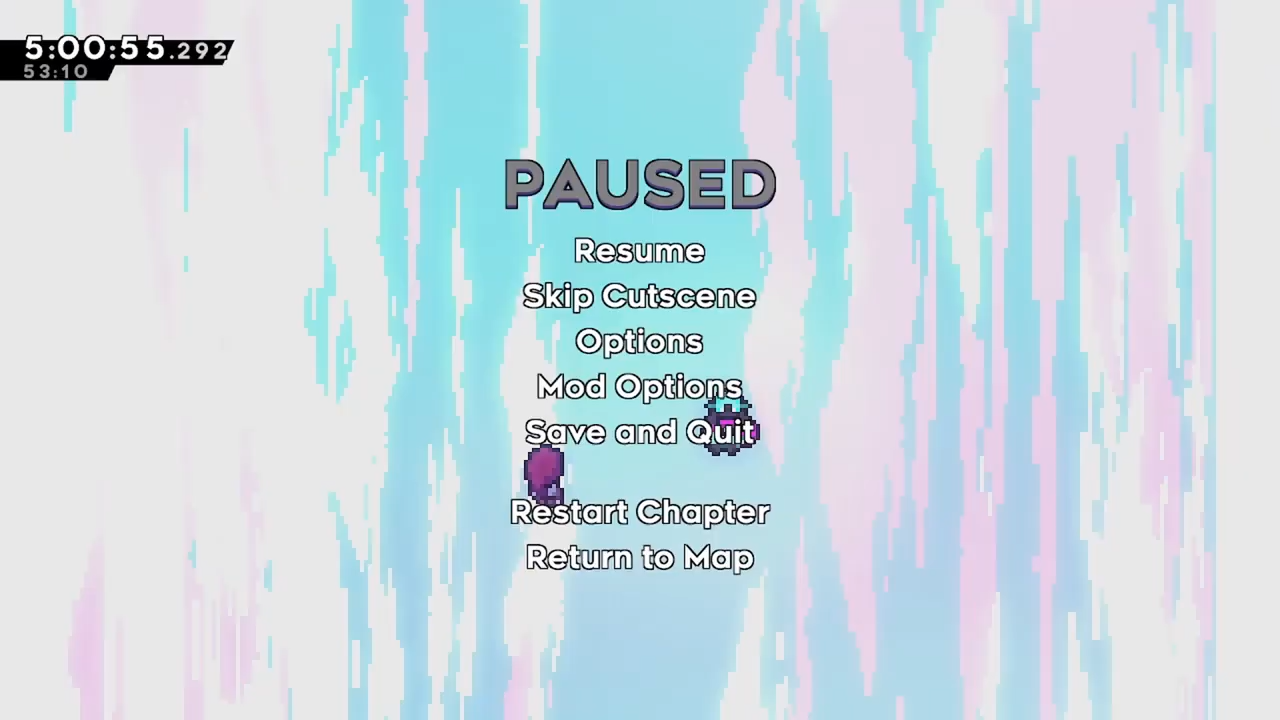 5:00:55.292
53:10
PAUSED
Resume
Skip Cutscene
Options
Mod Options
Save and Quit
Restart Chapter
Return to Map